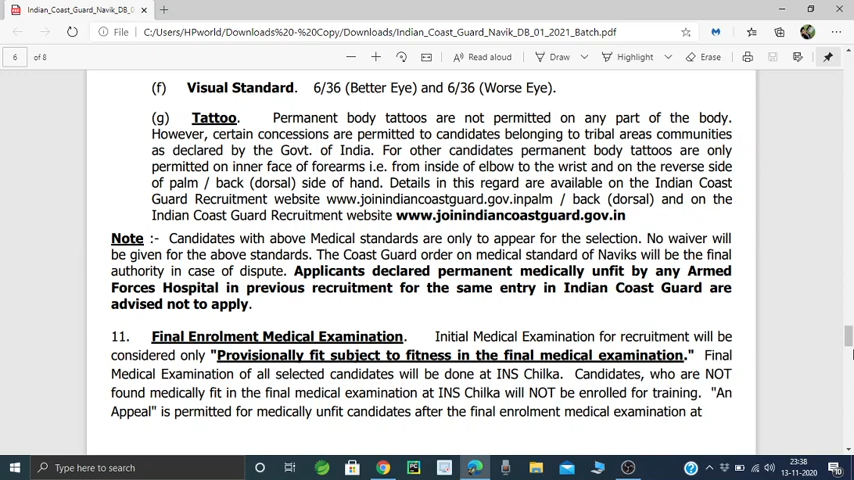 Indian_Coast_Guard_Navik_DB_0
File | C:/Users/HPworld/Downloads%20-%20Copy/Downloads/Indian_Coast_Guard_Navik_DB_01_2021_Batch.pdf
6 of 8
Read aloud
Draw
Highlight
Erase
(f) Visual Standard. 6/36 (Better Eye) and 6/36 (Worse Eye).
(g) Tattoo. Permanent body tattoos are not permitted on any part of the body.
However, certain concessions are permitted to candidates belonging to tribal areas communities
as declared by the Govt. of India. For other candidates permanent body tattoos are only
permitted on inner face of forearms i.e. from inside of elbow to the wrist and on the reverse side
of palm / back (dorsal) side of hand. Details in this regard are available on the Indian Coast
Guard Recruitment website www.joinindiancoastguard.gov.inpalm / back (dorsal) and on the
Indian Coast Guard Recruitment website www.joinindiancoastguard.gov.in
Note :- Candidates with above Medical standards are only to appear for the selection. No waiver will
be given for the above standards. The Coast Guard order on medical standard of Naviks will be the final
authority in case of dispute. Applicants declared permanent medically unfit by any Armed
Forces Hospital in previous recruitment for the same entry in Indian Coast Guard are
advised not to apply.
11. Final Enrolment Medical Examination. Initial Medical Examination for recruitment will be
considered only "Provisionally fit subject to fitness in the final medical examination." Final
Medical Examination of all selected candidates will be done at INS Chilka. Candidates, who are NOT
found medically fit in the final medical examination at INS Chilka will NOT be enrolled for training. "An
Appeal" is permitted for medically unfit candidates after the final enrolment medical examination at
Type here to search
23:38
13-11-2020